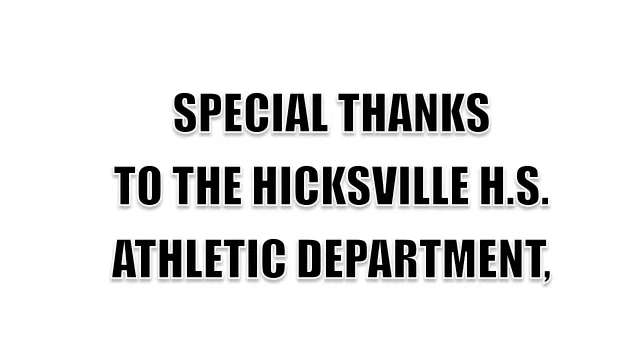 SPECIAL THANKS
TO THE HICKSVILLE H.S.
ATHLETIC DEPARTMENT,